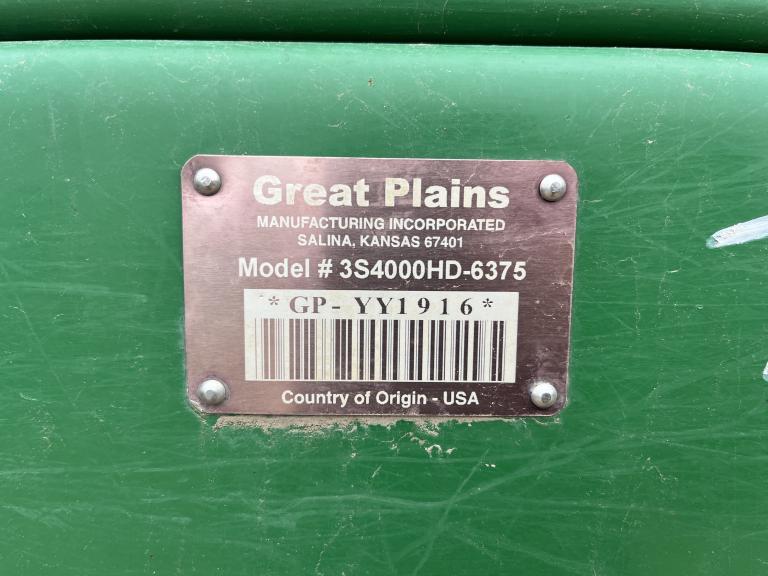 Great Plains
MANUFACTURING INCORPORATED
SALINA, KANSAS 67401
Model # 3S4000HD-6375
*GP-YY1916*
Country of Origin - USA